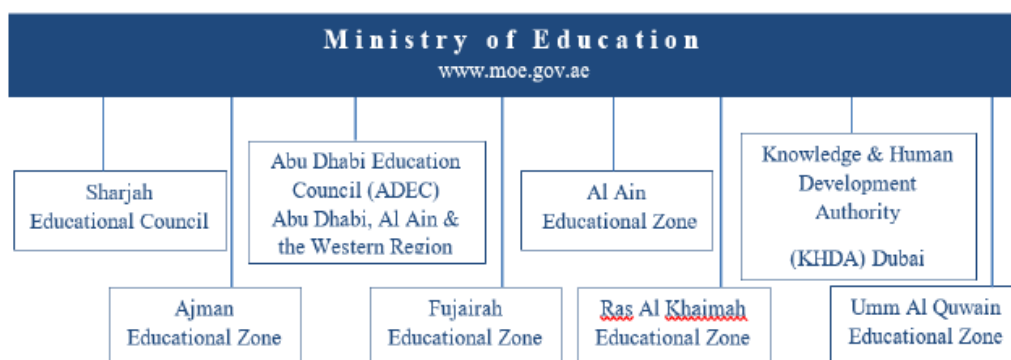 Ministry of Education
www.moe.gov.ae
Sharjah
Educational Council
Abu Dhabi Education
Council (ADEC)
Abu Dhabi, Al Ain &
the Western Region
Al Ain
Educational Zone
Knowledge & Human
Development
Authority
(KHDA) Dubai
Ajman
Educational Zone
Fujairah
Educational Zone
Ras Al Khaimah
Educational Zone
Umm Al Quwain
Educational Zone